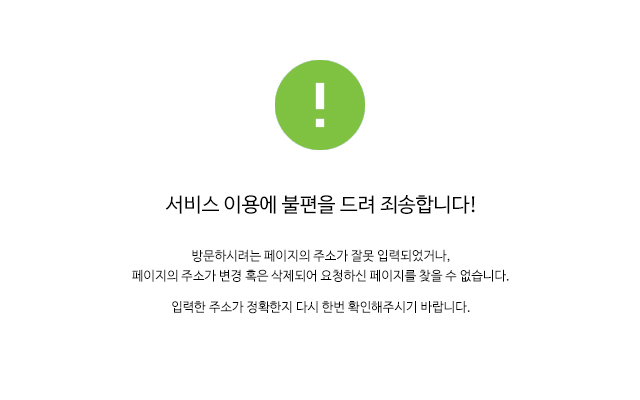 서비스 이용에 불편을 드려 죄송합니다!
방문하시려는 페이지의 주소가 잘못 입력되었거나,
페이지의 주소가 변경 혹은 삭제되어 요청하신 페이지를 찾을 수 없습니다.
입력한 주소가 정확한지 다시 한번 확인해주시기 바랍니다.